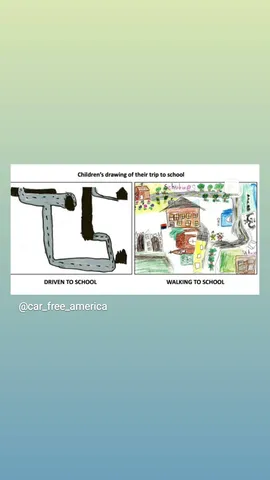 Children's drawing of their trip to school
DRIVEN TO SCHOOL
WALKING TO SCHOOL
@car_free_america